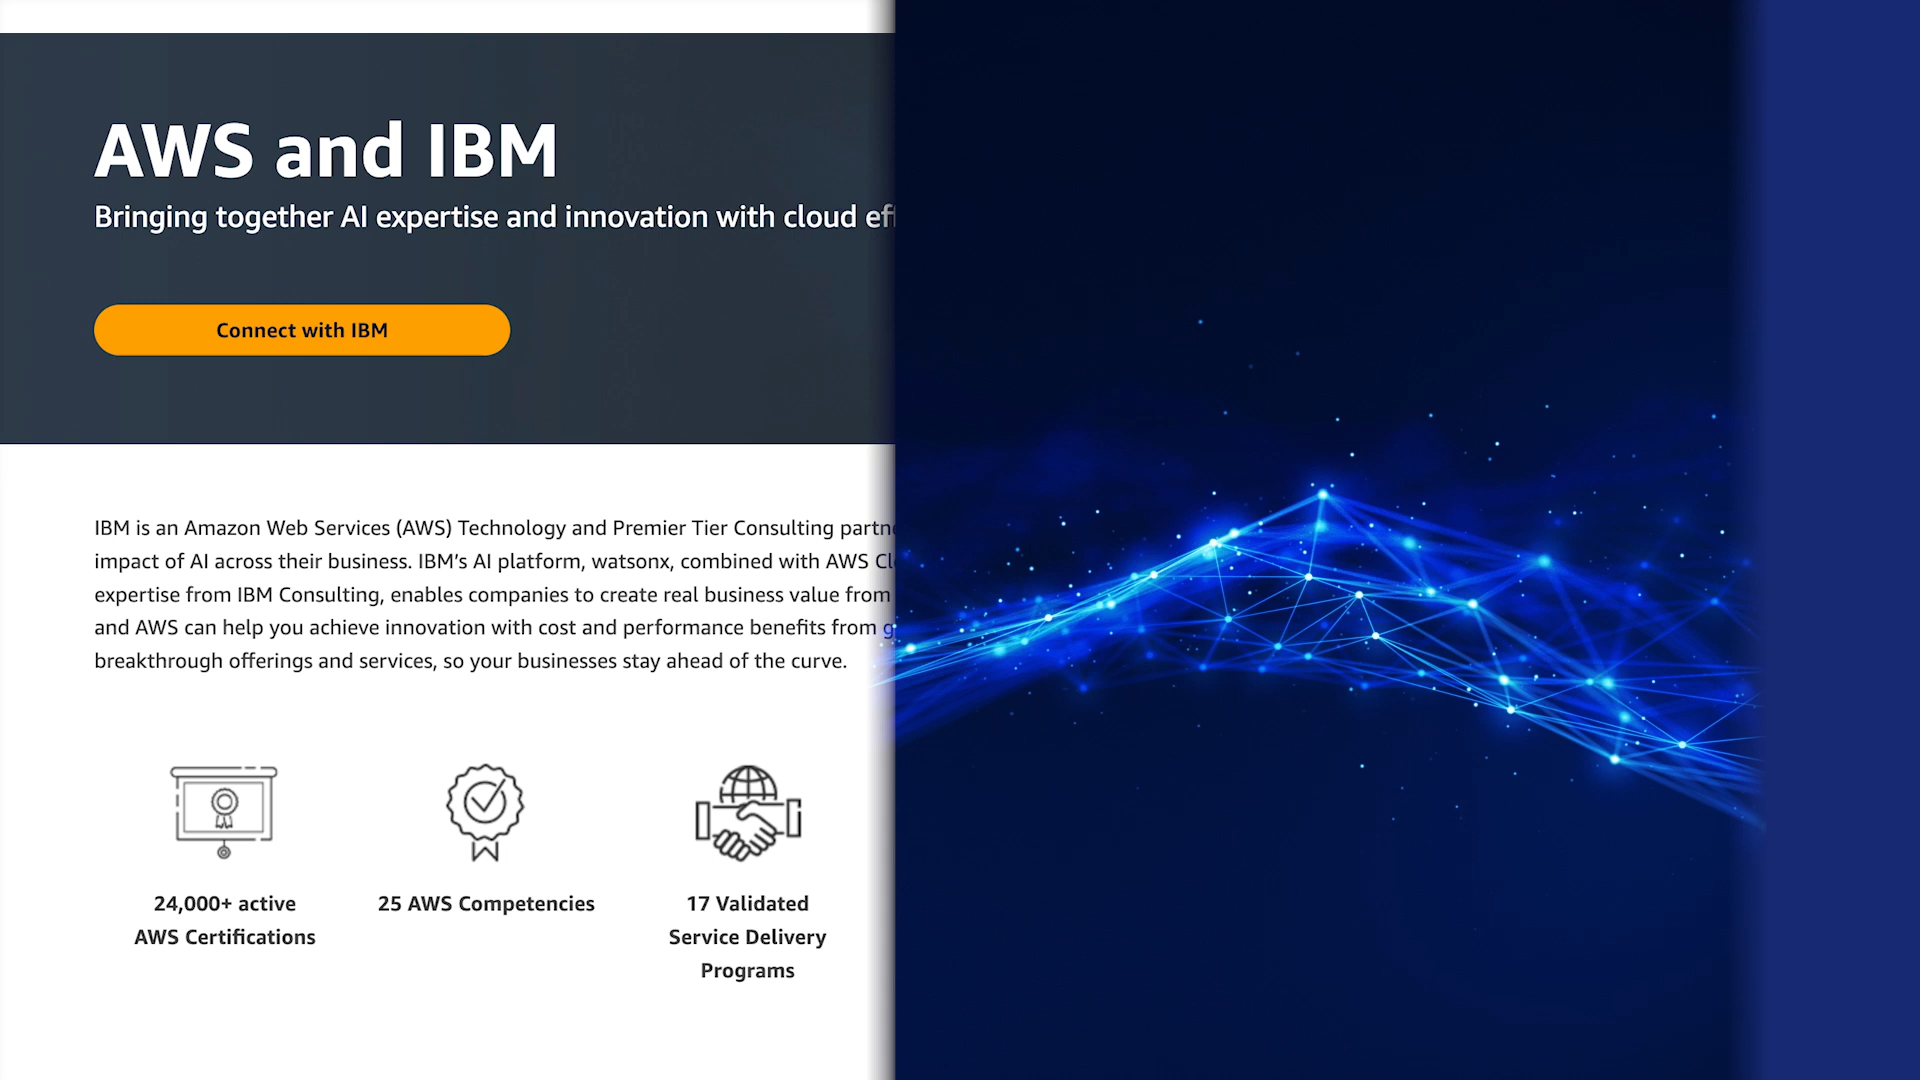 AWS and IBM
Bringing together AI expertise and innovation with cloud
Connect with IBM
IBM is an Amazon Web Services (AWS) Technology and Premier Tier Consulting
impact of AI across their business. IBM’s AI platform, watsonx, combined with AWS
expertise from IBM Consulting, enables companies to create real business value from
and AWS can help you achieve innovation with cost and performance benefits from
breakthrough offerings and services, so your businesses stay ahead of the curve.
24,000+ active
AWS Certifications
25 AWS Competencies
17 Validated
Service Delivery
Programs